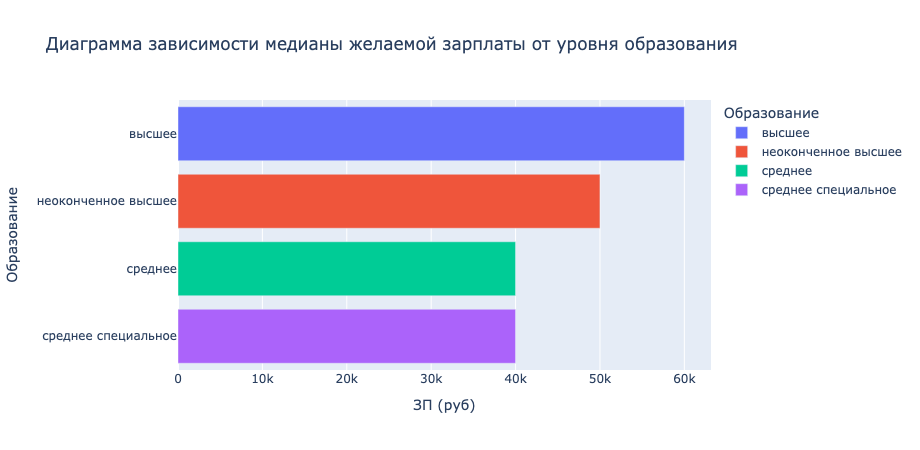 Диаграмма зависимости медианы желаемой зарплаты от уровня образования
Образование
высшее
неоконченное высшее
среднее
среднее специальное
0 10k 20k 30k 40k 50k 60k
ЗП (руб)
Образование
высшее
неоконченное высшее
среднее
среднее специальное